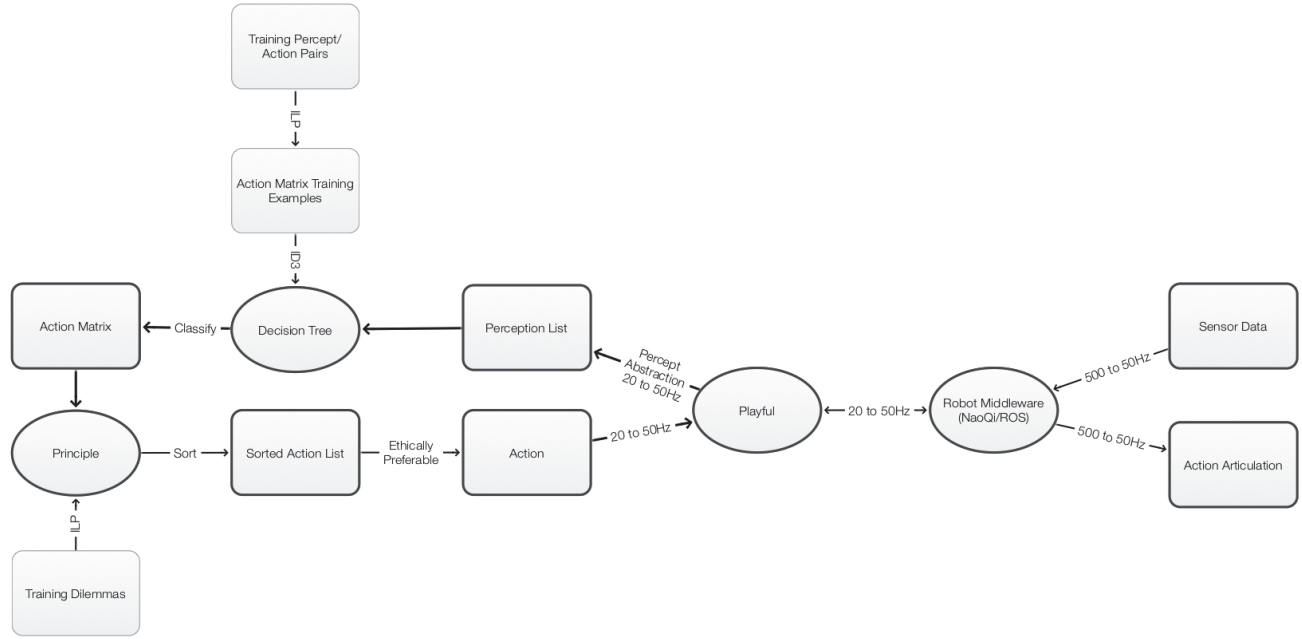 Training Percept/
Action Pairs
ILP
Action Matrix Training
Examples
ID3
Action Matrix
Classify
Decision Tree
Perception List
Sensor Data
Percept
Abstraction
20 to 50Hz
500 to 50Hz
Playful
20 to 50Hz
Robot Middleware
(NaoQi/ROS)
Principle
Sort
Sorted Action List
Ethically
Preferable
Action
20 to 50Hz
500 to 50Hz
Action Articulation
ILP
Training Dilemmas